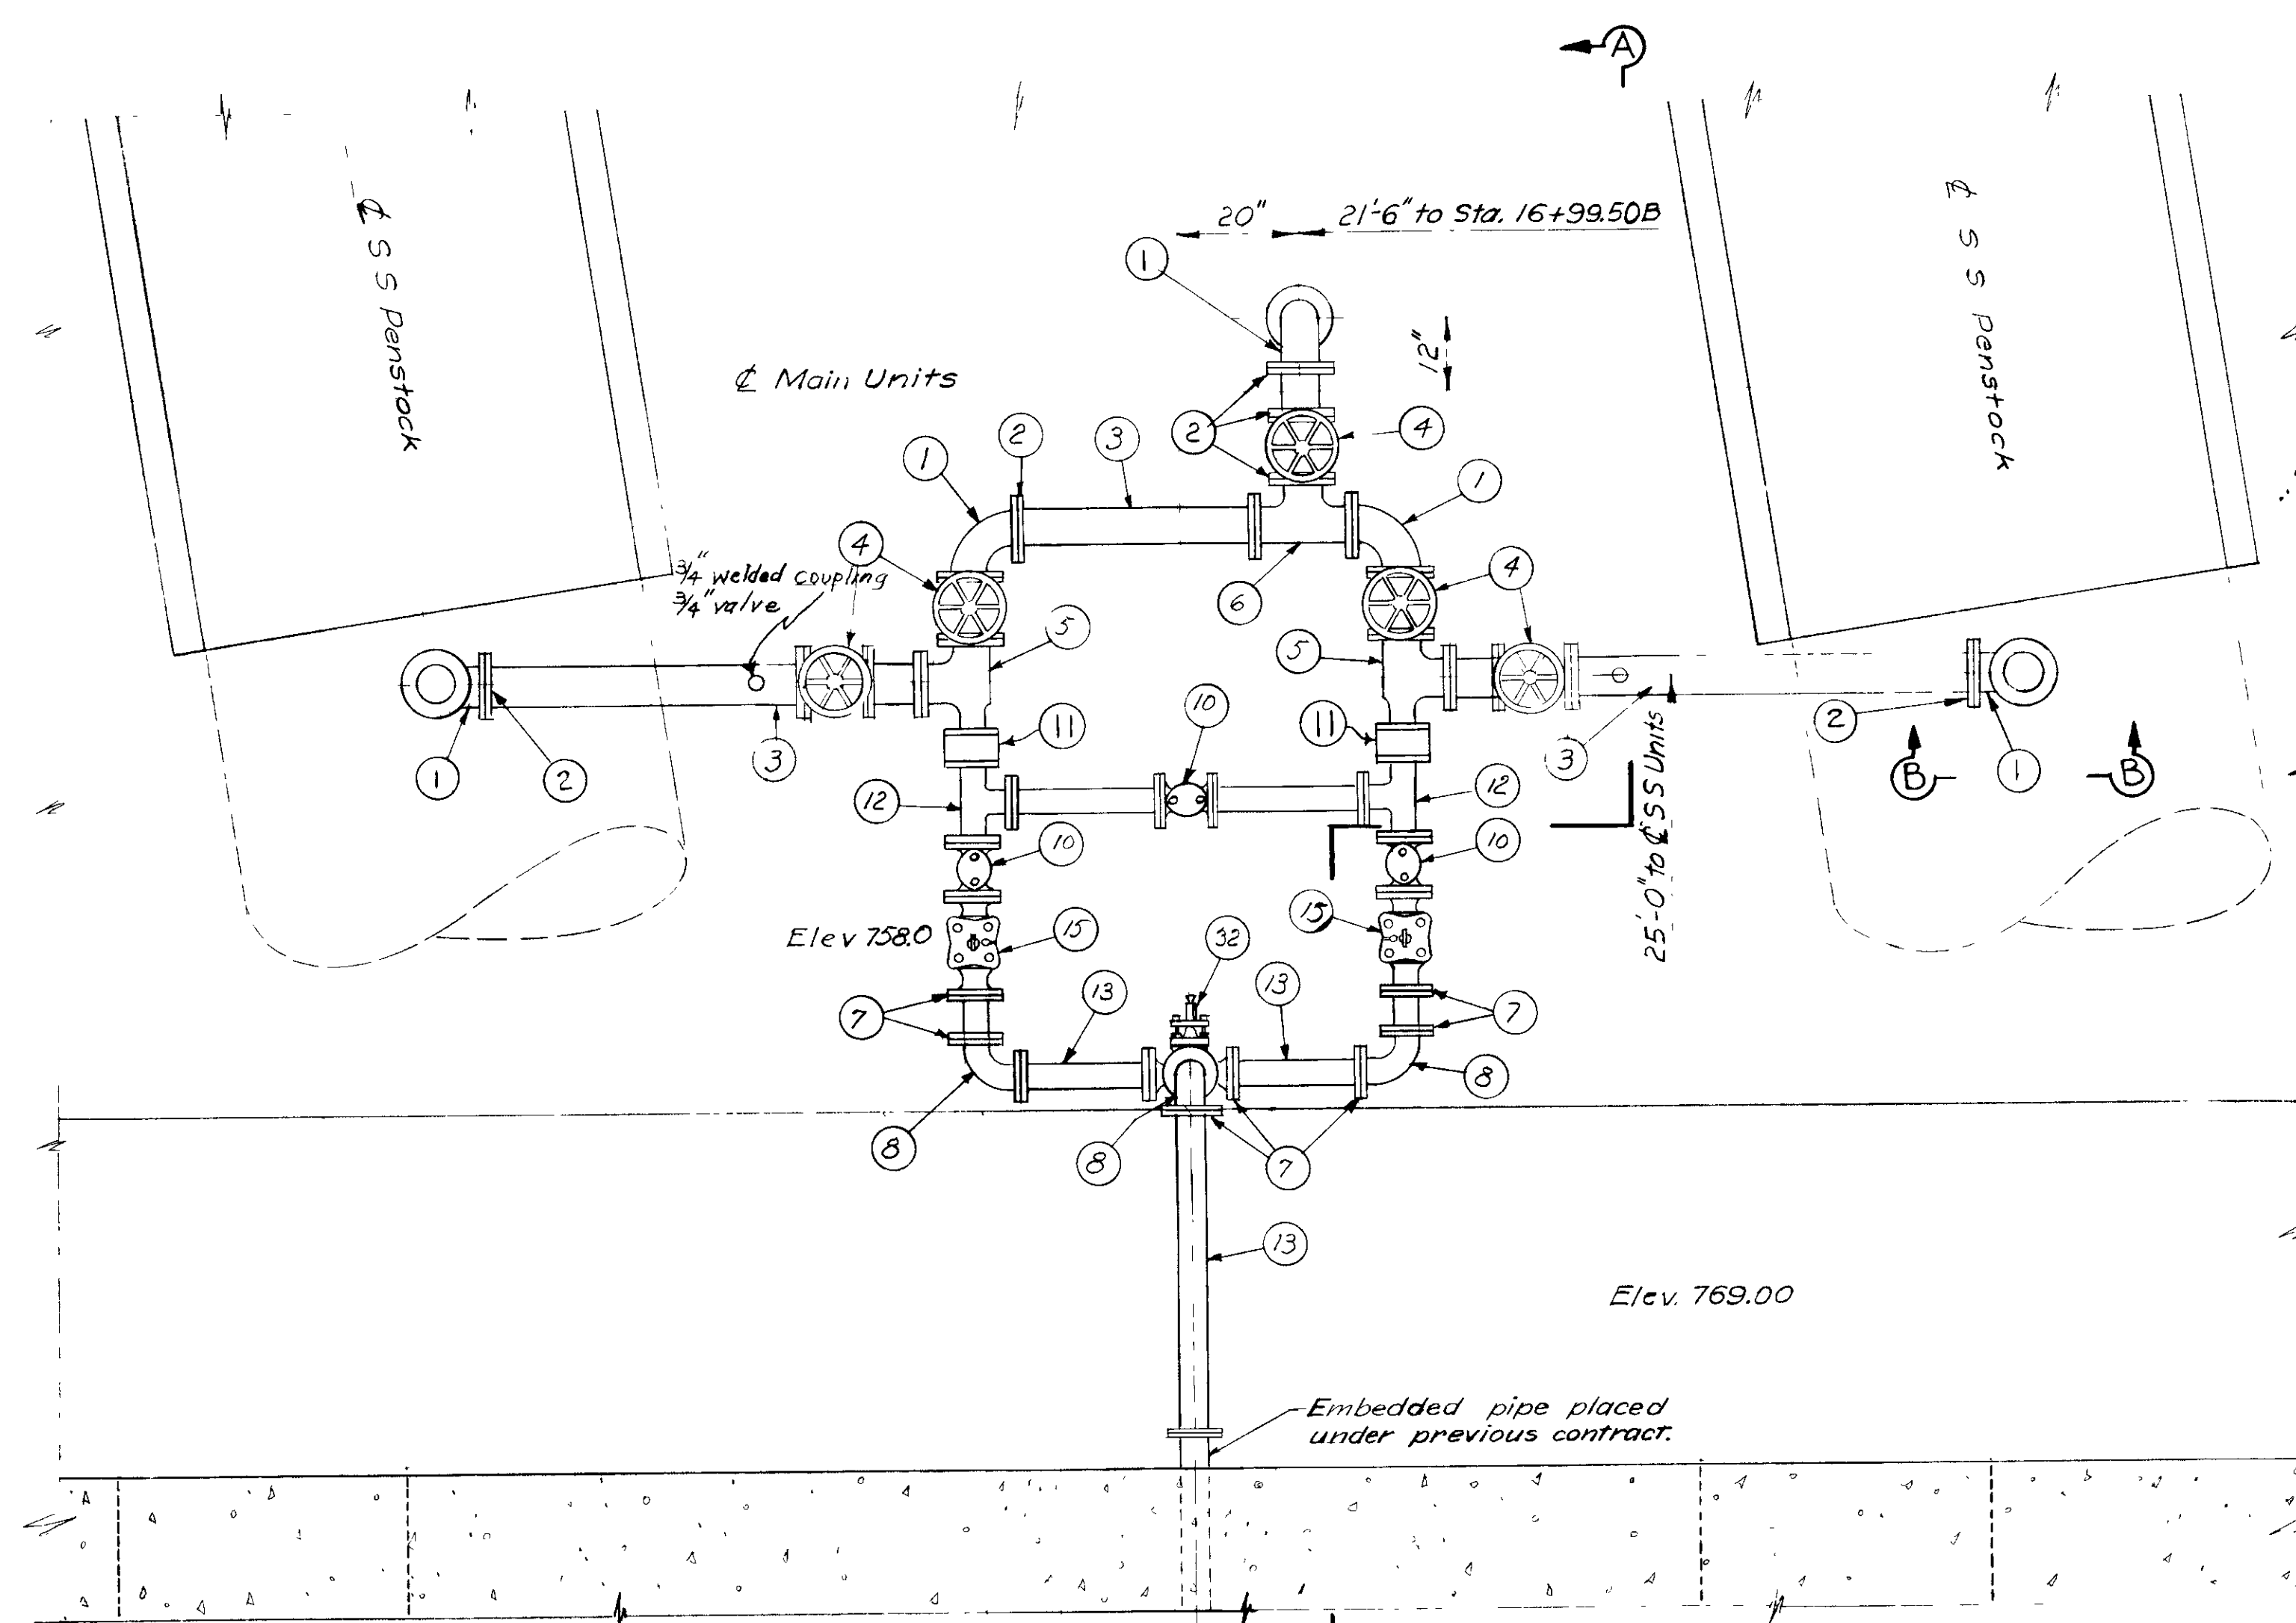 A
20" 21'-6" to Sta. 16+99.50B
℄ S S Penstock
℄ S S Penstock
1
12"
℄ Main Units
2 3 2 4
1 1
4 4
3/4" welded coupling
3/4" valve
6
5 5
10
11 11
2
3 3
1 2 B 1 B
12 12
25'-0" to ℄ S S Units
10 10
15
Elev 758.0 15
32
13 13
7 7
8
8 8 7
13
Elev. 769.00
Embedded pipe placed
under previous contract.